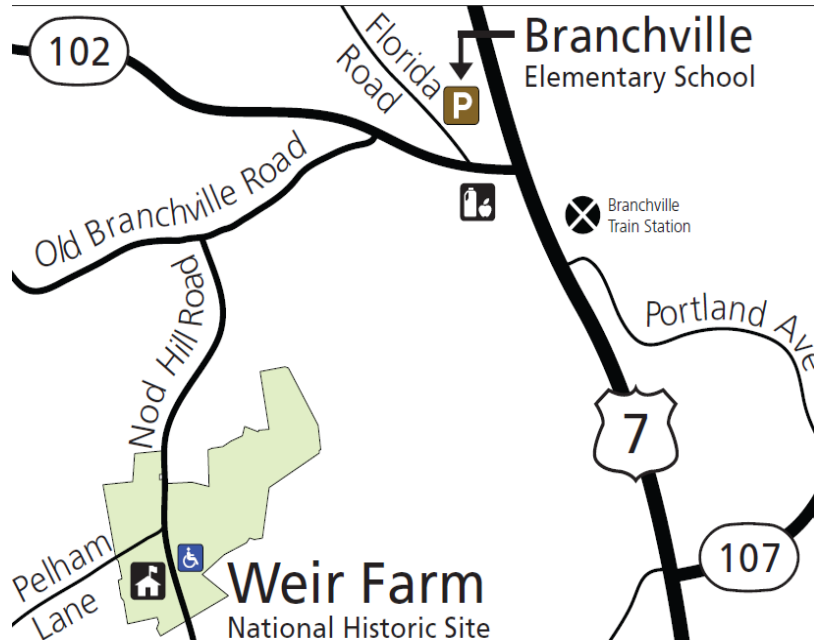 102
Florida
Road
P
Branchville
Elementary School
Old Branchville Road
Branchville
Train Station
Nod Hill Road
Portland Ave
7
Pelham
Lane
Weir Farm
National Historic Site
107